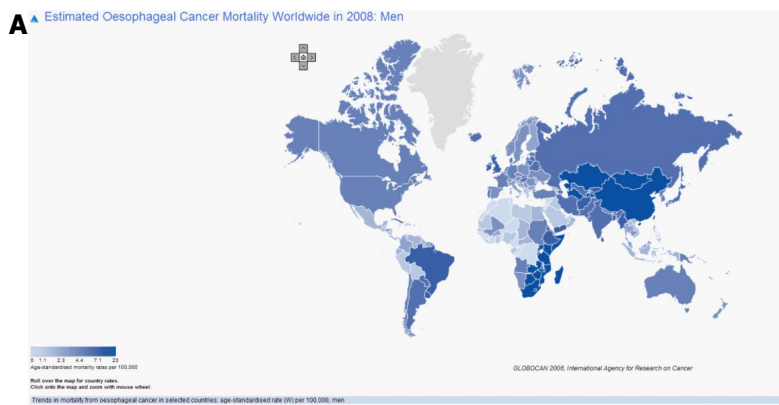 A
Estimated Oesophageal Cancer Mortality Worldwide in 2008: Men
0 1.1 2.3 4.4 7.1 23
Age-standardised mortality rates per 100,000
GLOBOCAN 2008, International Agency for Research on Cancer
Roll over the map for country rates.
Click onto the map and zoom with mouse wheel.
Trends in mortality from oesophageal cancer in selected countries: age-standardised rate (W) per 100,000, men